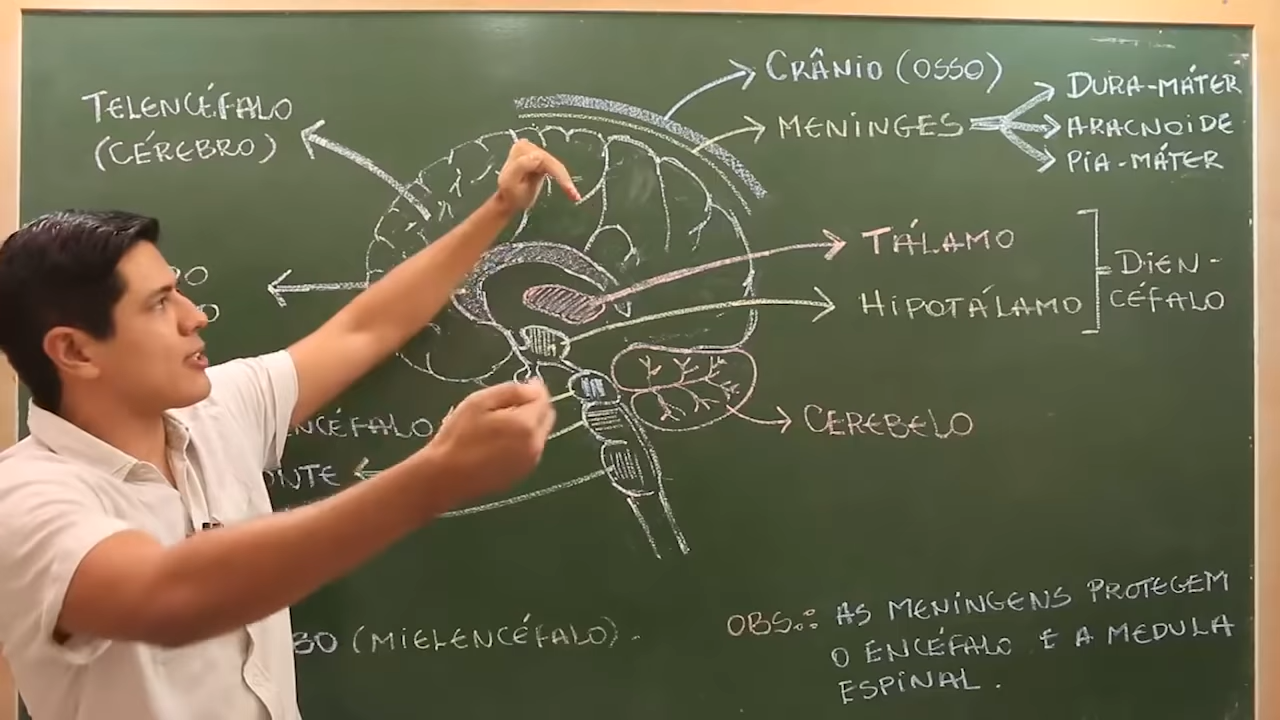 TELENCÉFALO
(CÉREBRO)
CRÂNIO (OSSO)
MENINGES
DURA-MÁTER
ARACNOIDE
PIA-MÁTER
TÁLAMO
HIPOTÁLAMO
DIEN-
CÉFALO
CEREBELO
(MIELENCÉFALO).
OBS.: AS MENÍNGENS PROTEGEM
O ENCÉFALO E A MEDULA
ESPINAL.